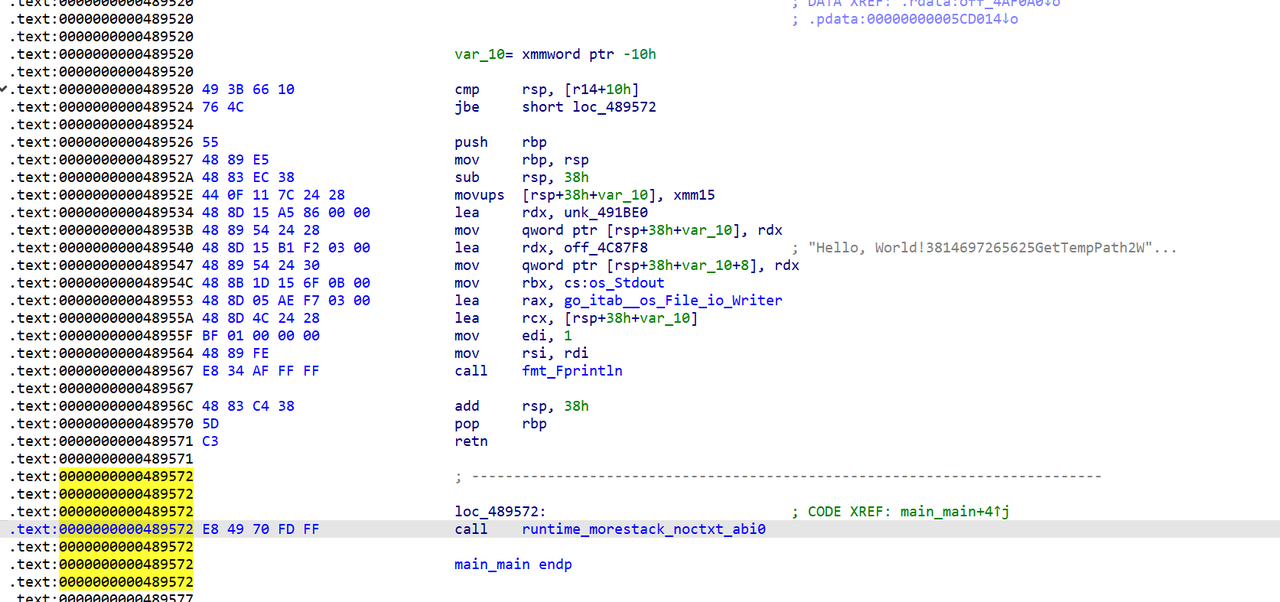 .text:0000000000489520 ; DATA XREF: .rdata:off_4AF0A0↓o
.text:0000000000489520 ; .pdata:00000000005CD014↓o
.text:0000000000489520
.text:0000000000489520 var_10= xmmword ptr -10h
.text:0000000000489520
.text:0000000000489520 49 3B 66 10 cmp rsp, [r14+10h]
.text:0000000000489524 76 4C jbe short loc_489572
.text:0000000000489524
.text:0000000000489526 55 push rbp
.text:0000000000489527 48 89 E5 mov rbp, rsp
.text:000000000048952A 48 83 EC 38 sub rsp, 38h
.text:000000000048952E 44 0F 11 7C 24 28 movups [rsp+38h+var_10], xmm15
.text:0000000000489534 48 8D 15 A5 86 00 00 lea rdx, unk_491BE0
.text:000000000048953B 48 89 54 24 28 mov qword ptr [rsp+38h+var_10], rdx
.text:0000000000489540 48 8D 15 B1 F2 03 00 lea rdx, off_4C87F8 ; "Hello, World!3814697265625GetTempPath2W"...
.text:0000000000489547 48 89 54 24 30 mov qword ptr [rsp+38h+var_10+8], rdx
.text:000000000048954C 48 8B 1D 15 6F 0B 00 mov rbx, cs:os_Stdout
.text:0000000000489553 48 8D 05 AE F7 03 00 lea rax, go_itab__os_File_io_Writer
.text:000000000048955A 48 8D 4C 24 28 lea rcx, [rsp+38h+var_10]
.text:000000000048955F BF 01 00 00 00 mov edi, 1
.text:0000000000489564 48 89 FE mov rsi, rdi
.text:0000000000489567 E8 34 AF FF FF call fmt_Fprintln
.text:0000000000489567
.text:000000000048956C 48 83 C4 38 add rsp, 38h
.text:0000000000489570 5D pop rbp
.text:0000000000489571 C3 retn
.text:0000000000489571
.text:0000000000489572 ; ---------------------------------------------------------------------------
.text:0000000000489572
.text:0000000000489572 loc_489572: ; CODE XREF: main_main+4↑j
.text:0000000000489572 E8 49 70 FD FF call runtime_morestack_noctxt_abi0
.text:0000000000489572
.text:0000000000489572 main_main endp
.text:0000000000489572
.text:0000000000489577